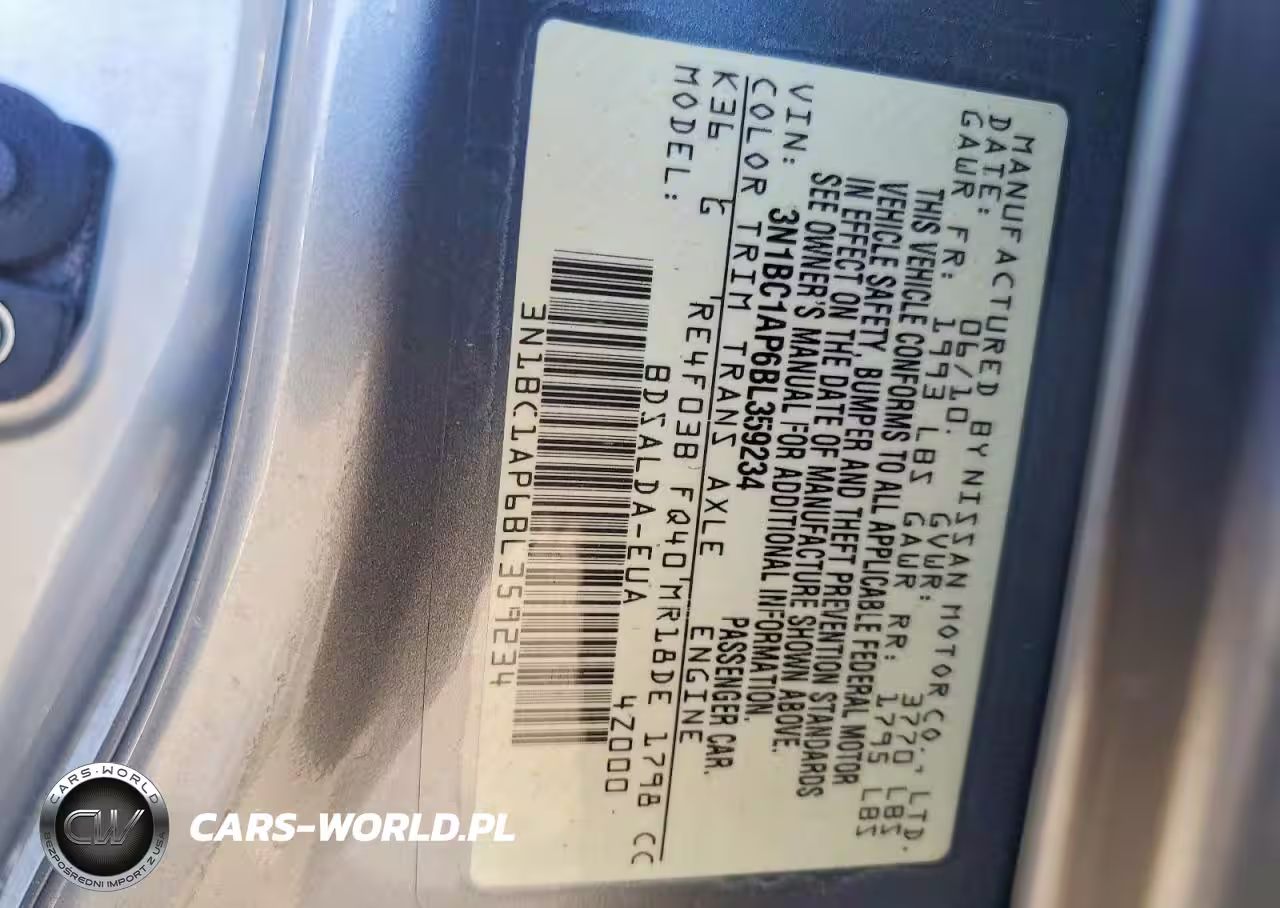 MANUFACTURED BY NISSAN MOTOR CO., LTD.
DATE: 06/10. GVWR: 3770 LBS
GAWR FR: 1993 LBS GAWR RR: 1795 LBS
THIS VEHICLE CONFORMS TO ALL APPLICABLE FEDERAL MOTOR
VEHICLE SAFETY, BUMPER AND THEFT PREVENTION STANDARDS
IN EFFECT ON THE DATE OF MANUFACTURE SHOWN ABOVE.
SEE OWNER'S MANUAL FOR ADDITIONAL INFORMATION.
VIN: 3N1BC1AP6BL359234 PASSENGER CAR.
COLOR TRIM TRANS AXLE ENGINE
K36 G RE4F03B FQ40 MR18DE 1798 CC
MODEL: BDSALDA-EUA 4Z000
3N1BC1AP6BL359234
CARS-WORLD
CW
BEZPOŚREDNI IMPORT Z USA
CARS-WORLD.PL